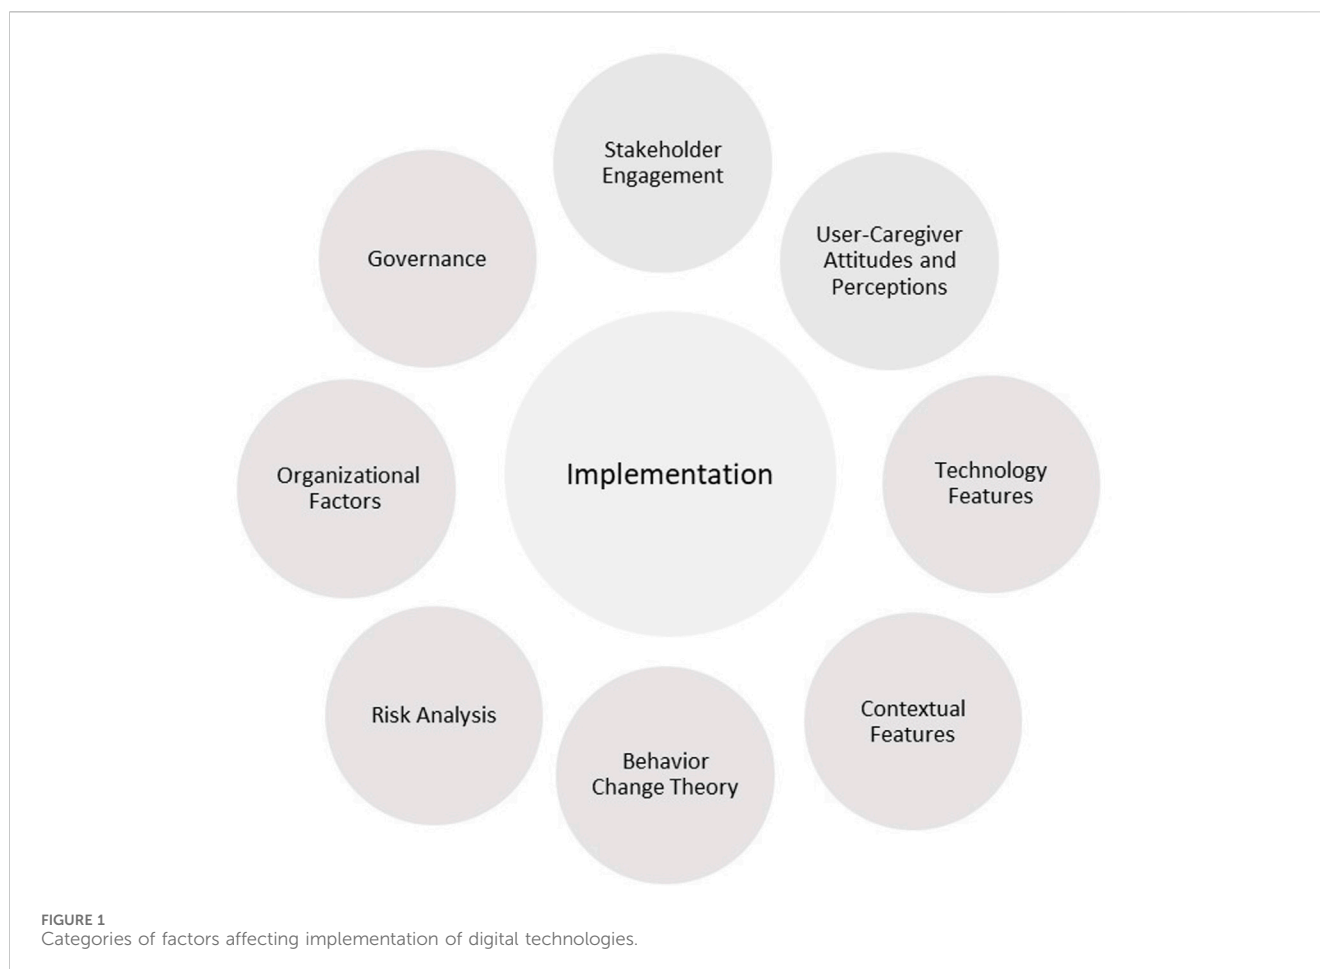 Stakeholder
Engagement
User-Caregiver
Attitudes and
Perceptions
Governance
Technology
Features
Organizational
Factors
Implementation
Contextual
Features
Risk Analysis
Behavior
Change Theory
FIGURE 1
Categories of factors affecting implementation of digital technologies.